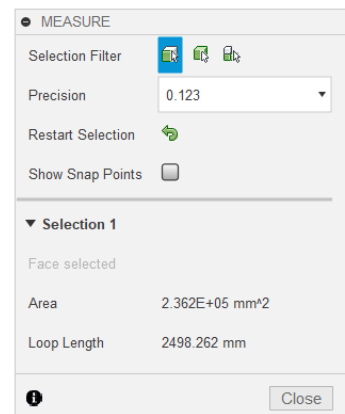 MEASURE
Selection Filter
Precision 0.123
Restart Selection
Show Snap Points
Selection 1
Face selected
Area 2.362E+05 mm^2
Loop Length 2498.262 mm
Close